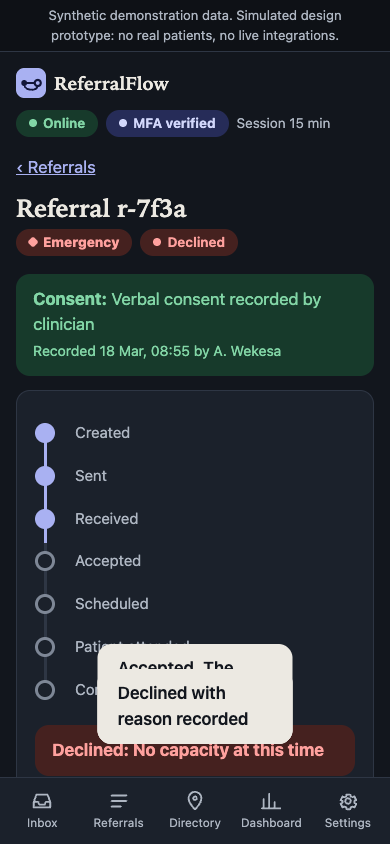 Synthetic demonstration data. Simulated design
prototype: no real patients, no live integrations.
ReferralFlow
Online
MFA verified
Session 15 min
‹ Referrals
Referral r-7f3a
Emergency
Declined
Consent: Verbal consent recorded by
clinician
Recorded 18 Mar, 08:55 by A. Wekesa
Created
Sent
Received
Accepted
Scheduled
Accepted. The
Declined with
reason recorded
Declined: No capacity at this time
Inbox
Referrals
Directory
Dashboard
Settings